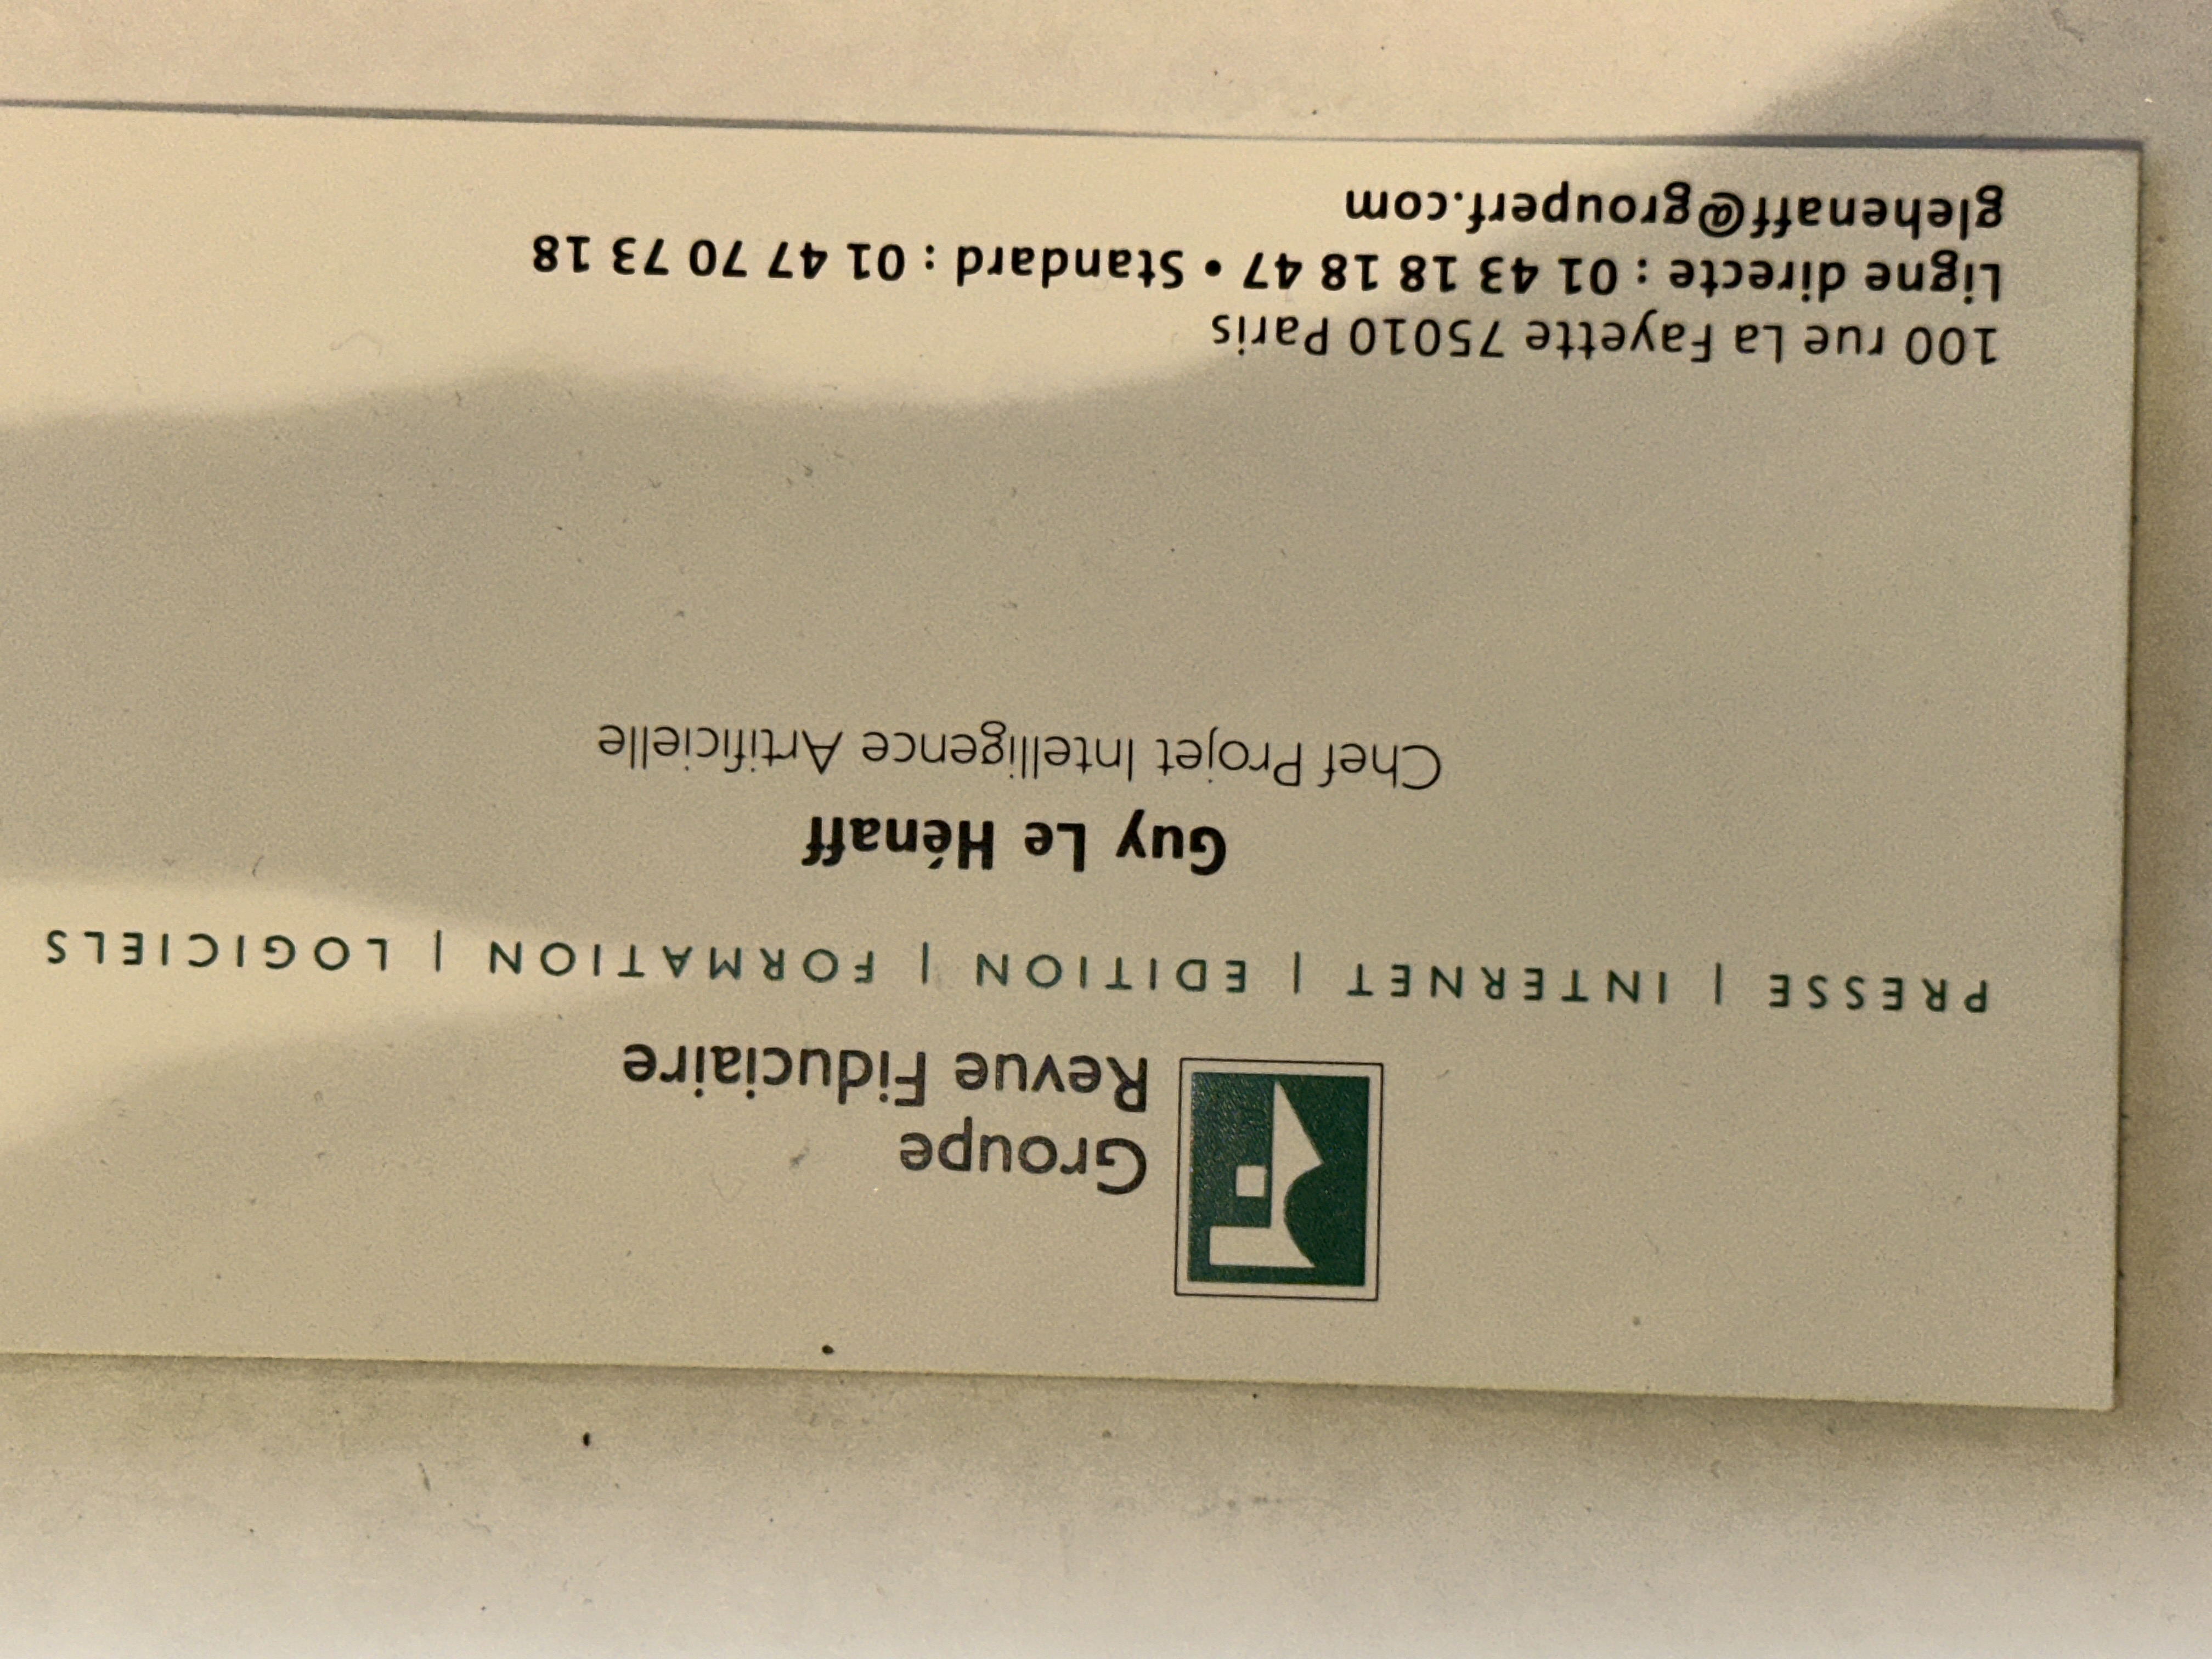 Groupe
Revue Fiduciaire
PRESSE | INTERNET | EDITION | FORMATION | LOGICIELS
Guy Le Hénaff
Chef Projet Intelligence Artificielle
100 rue La Fayette 75010 Paris
Ligne directe : 01 43 18 18 47 • Standard : 01 47 70 73 18
glehenaff@grouperf.com